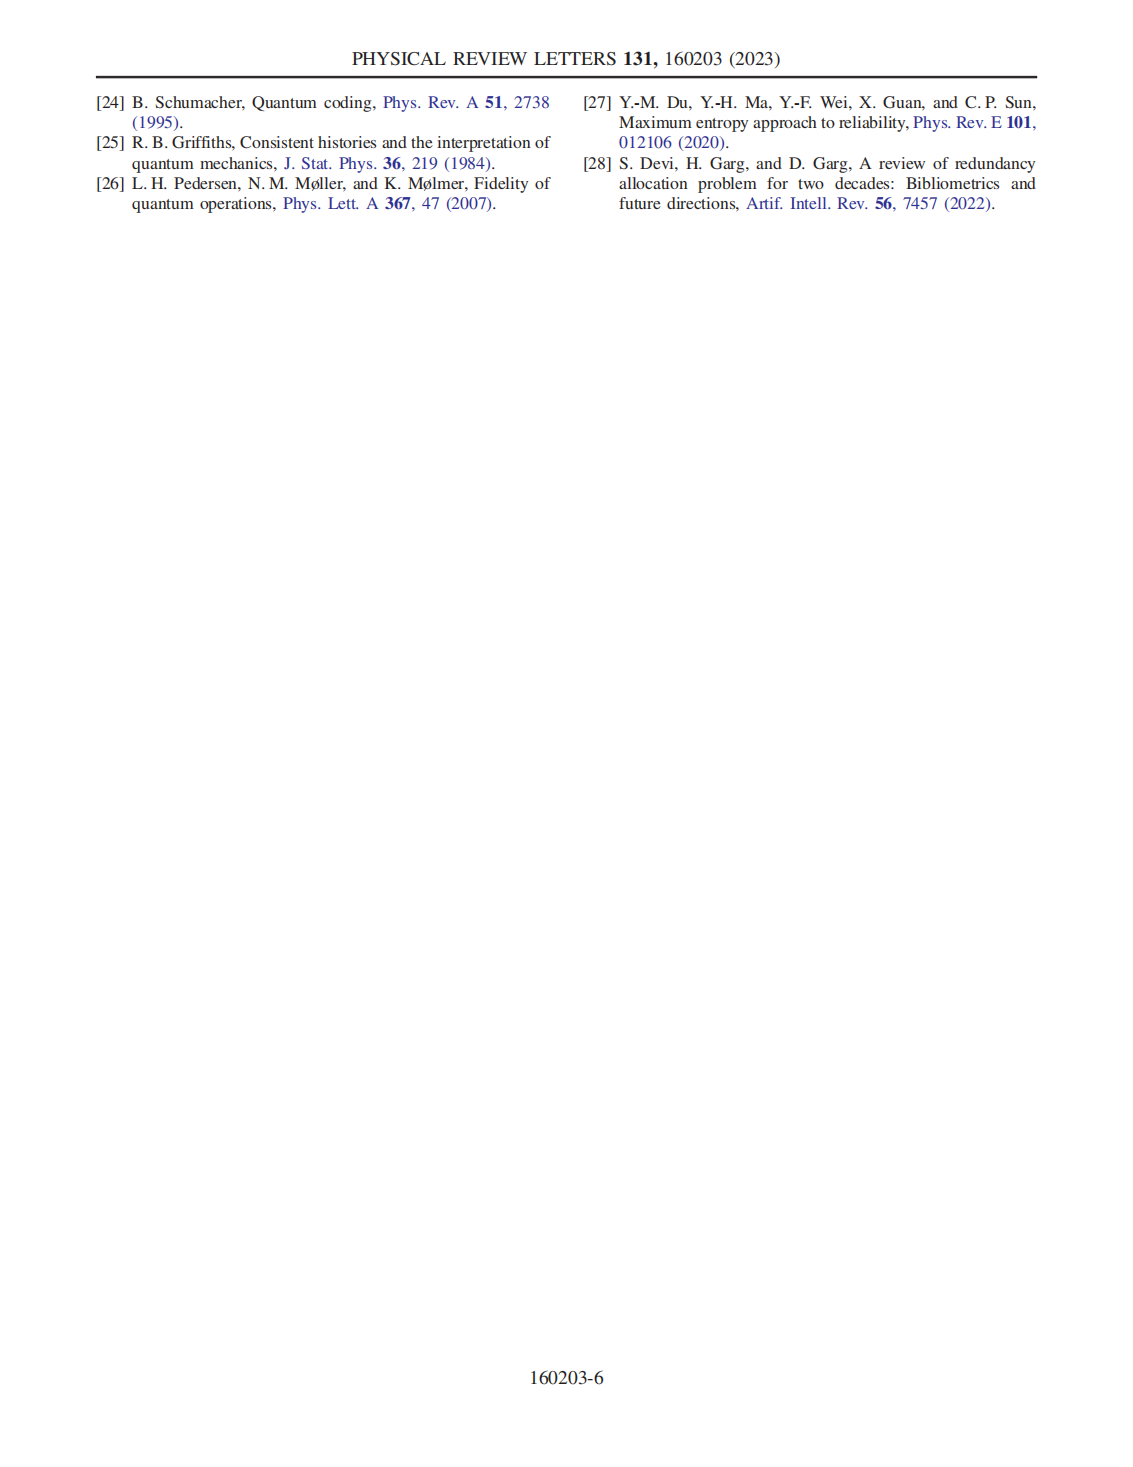 PHYSICAL REVIEW LETTERS 131, 160203 (2023)
[24] B. Schumacher, Quantum coding, Phys. Rev. A 51, 2738
(1995).
[25] R. B. Griffiths, Consistent histories and the interpretation of
quantum mechanics, J. Stat. Phys. 36, 219 (1984).
[26] L. H. Pedersen, N. M. Møller, and K. Mølmer, Fidelity of
quantum operations, Phys. Lett. A 367, 47 (2007).
[27] Y.-M. Du, Y.-H. Ma, Y.-F. Wei, X. Guan, and C. P. Sun,
Maximum entropy approach to reliability, Phys. Rev. E 101,
012106 (2020).
[28] S. Devi, H. Garg, and D. Garg, A review of redundancy
allocation problem for two decades: Bibliometrics and
future directions, Artif. Intell. Rev. 56, 7457 (2022).
160203-6